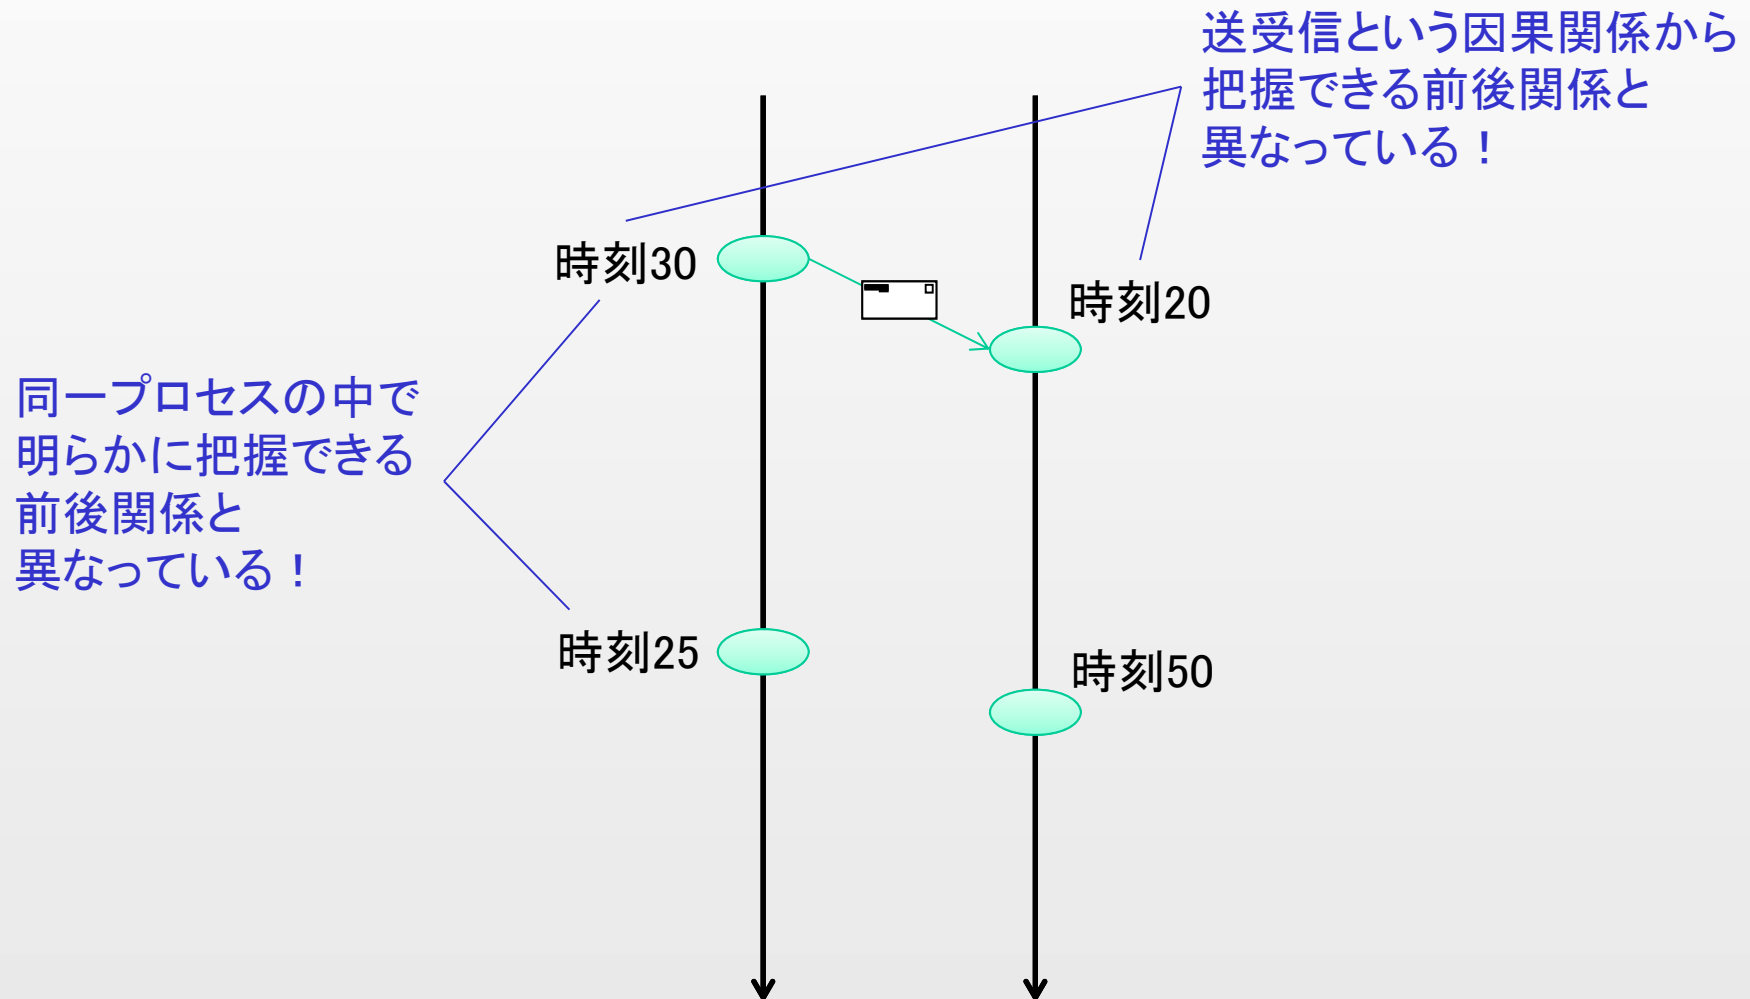 送受信という因果関係から
把握できる前後関係と
異なっている！
時刻30
時刻20
同一プロセスの中で
明らかに把握できる
前後関係と
異なっている！
時刻25
時刻50